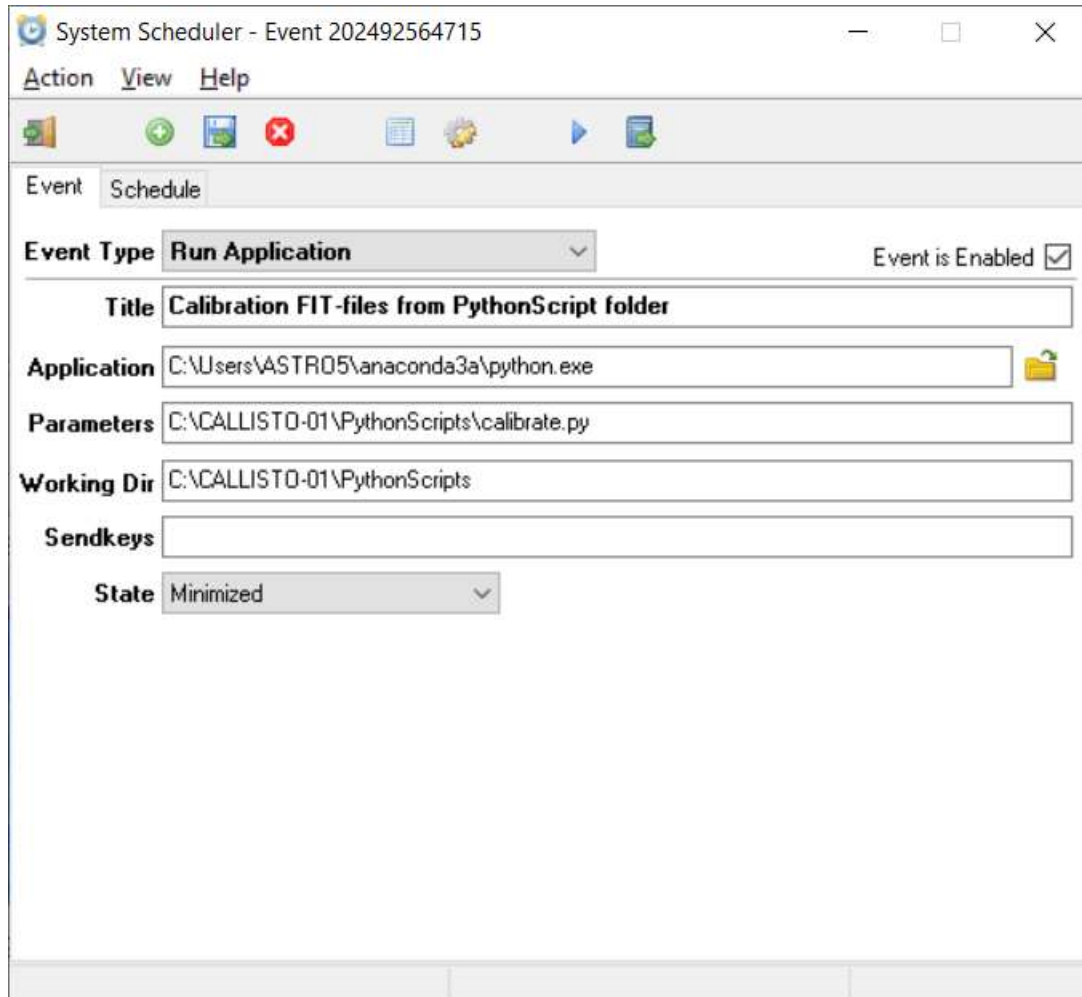 System Scheduler - Event 202492564715
Action View Help
Event Schedule
Event Type Run Application Event is Enabled
Title Calibration FIT-files from PythonScript folder
Application C:\Users\ASTRO5\anaconda3a\python.exe
Parameters C:\CALLISTO-01\PythonScripts\calibrate.py
Working Dir C:\CALLISTO-01\PythonScripts
Sendkeys
State Minimized